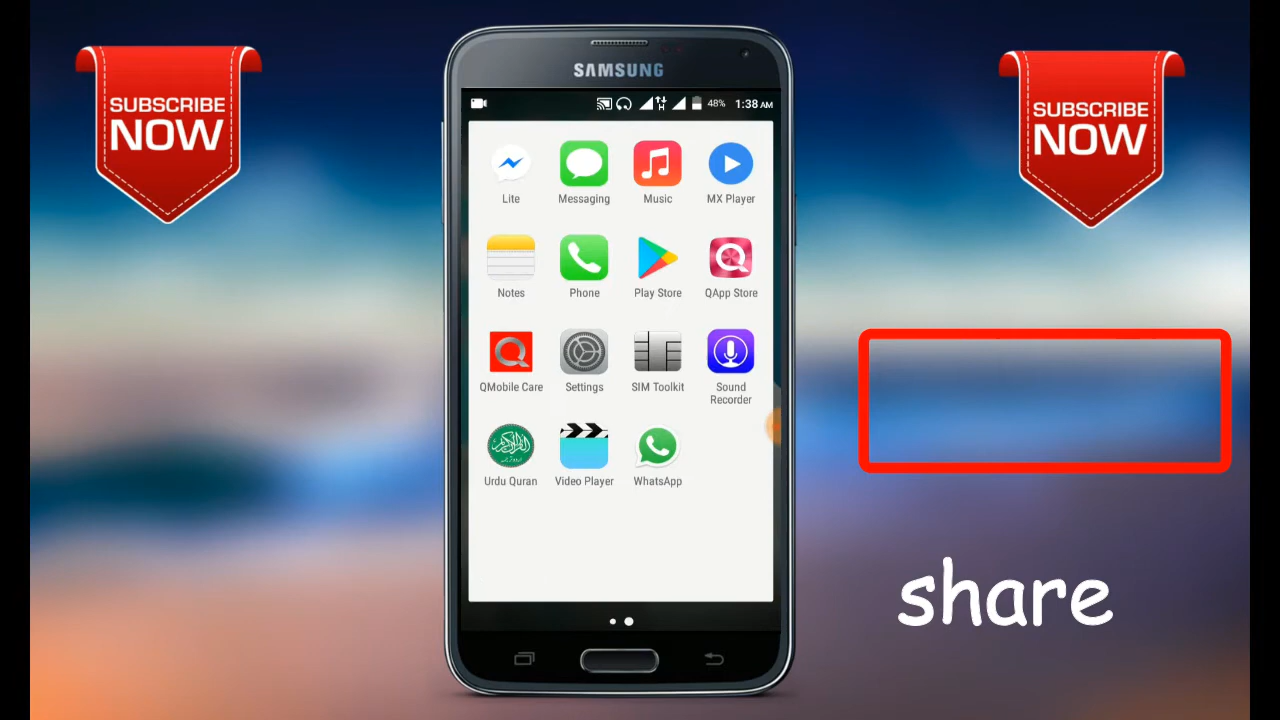 SUBSCRIBE
NOW
SUBSCRIBE
NOW
SAMSUNG
48% 1:38 AM
Lite Messaging Music MX Player
Notes Phone Play Store QApp Store
QMobile Care Settings SIM Toolkit Sound
Recorder
Urdu Quran Video Player WhatsApp
share